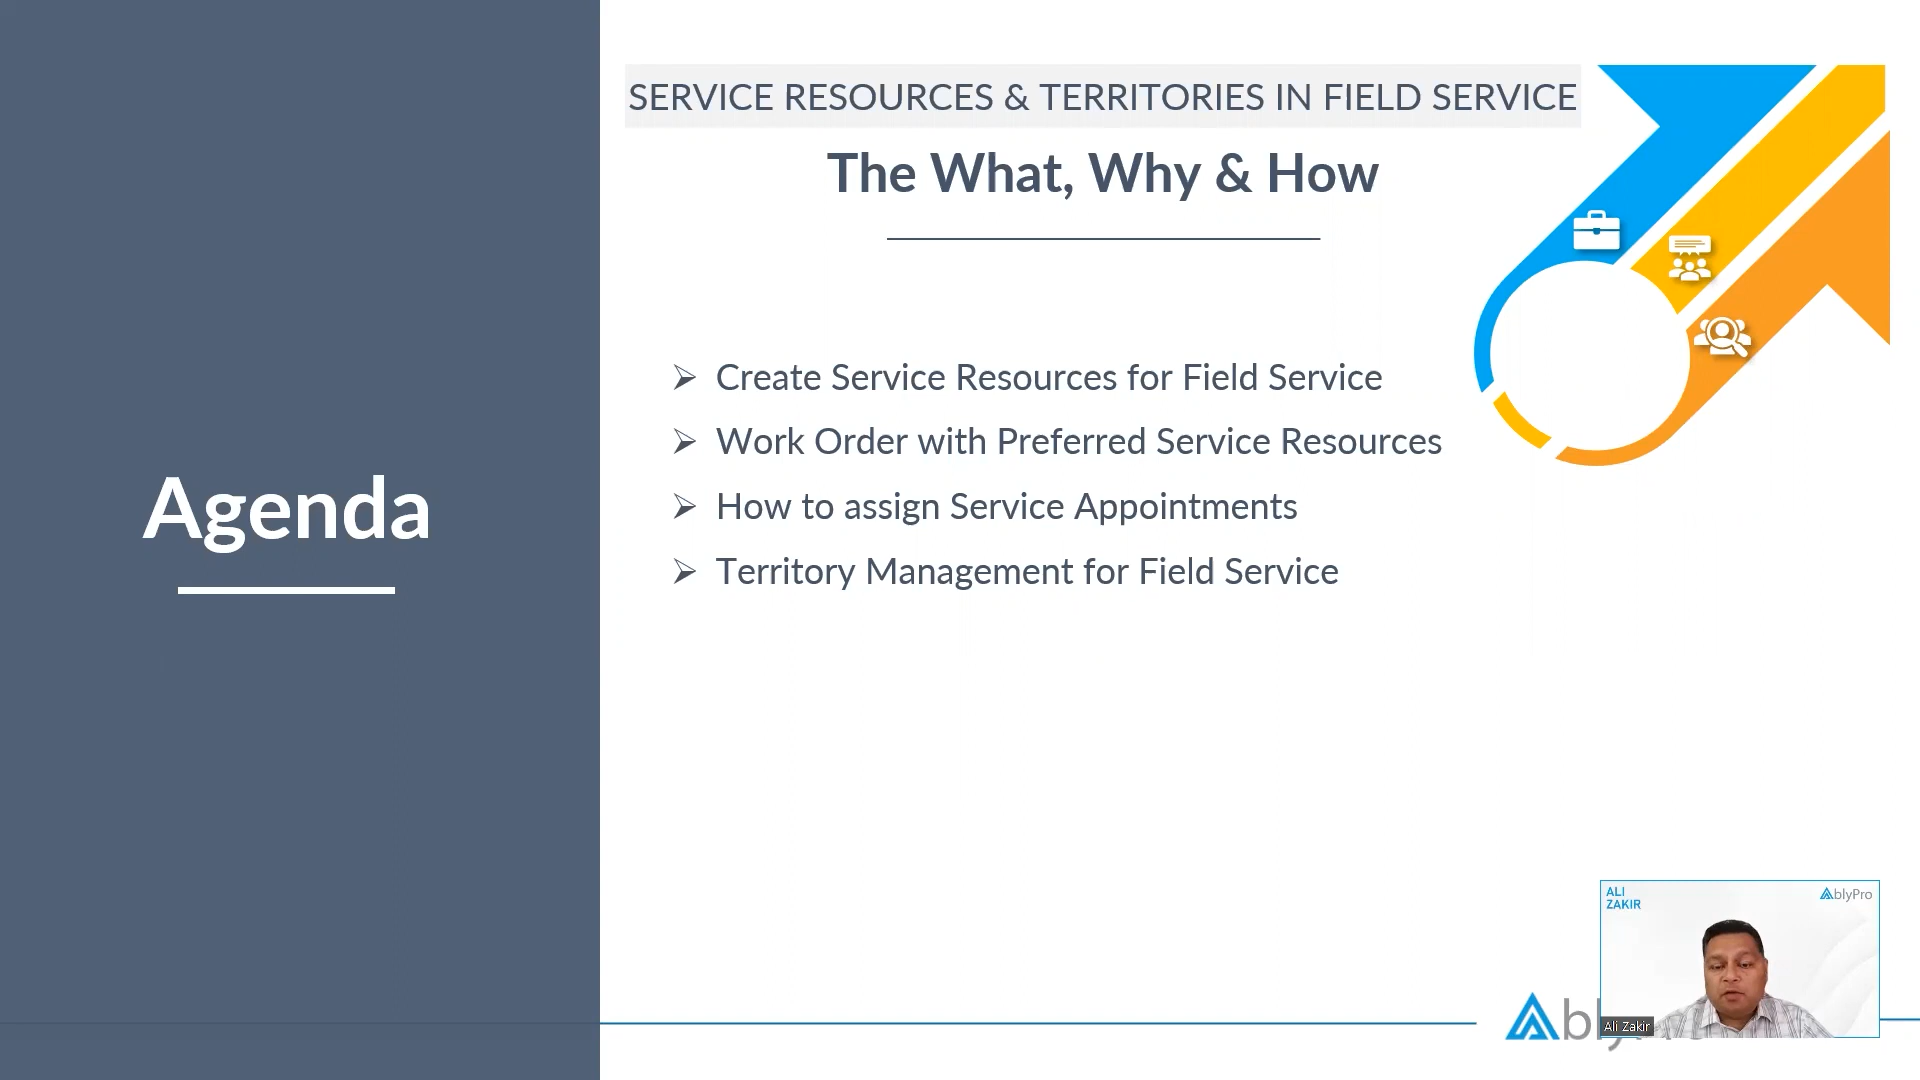 SERVICE RESOURCES & TERRITORIES IN FIELD SERVICE
The What, Why & How
Agenda
Create Service Resources for Field Service
Work Order with Preferred Service Resources
How to assign Service Appointments
Territory Management for Field Service
ALI
ZAKIR
AblyPro
Ali Zakir